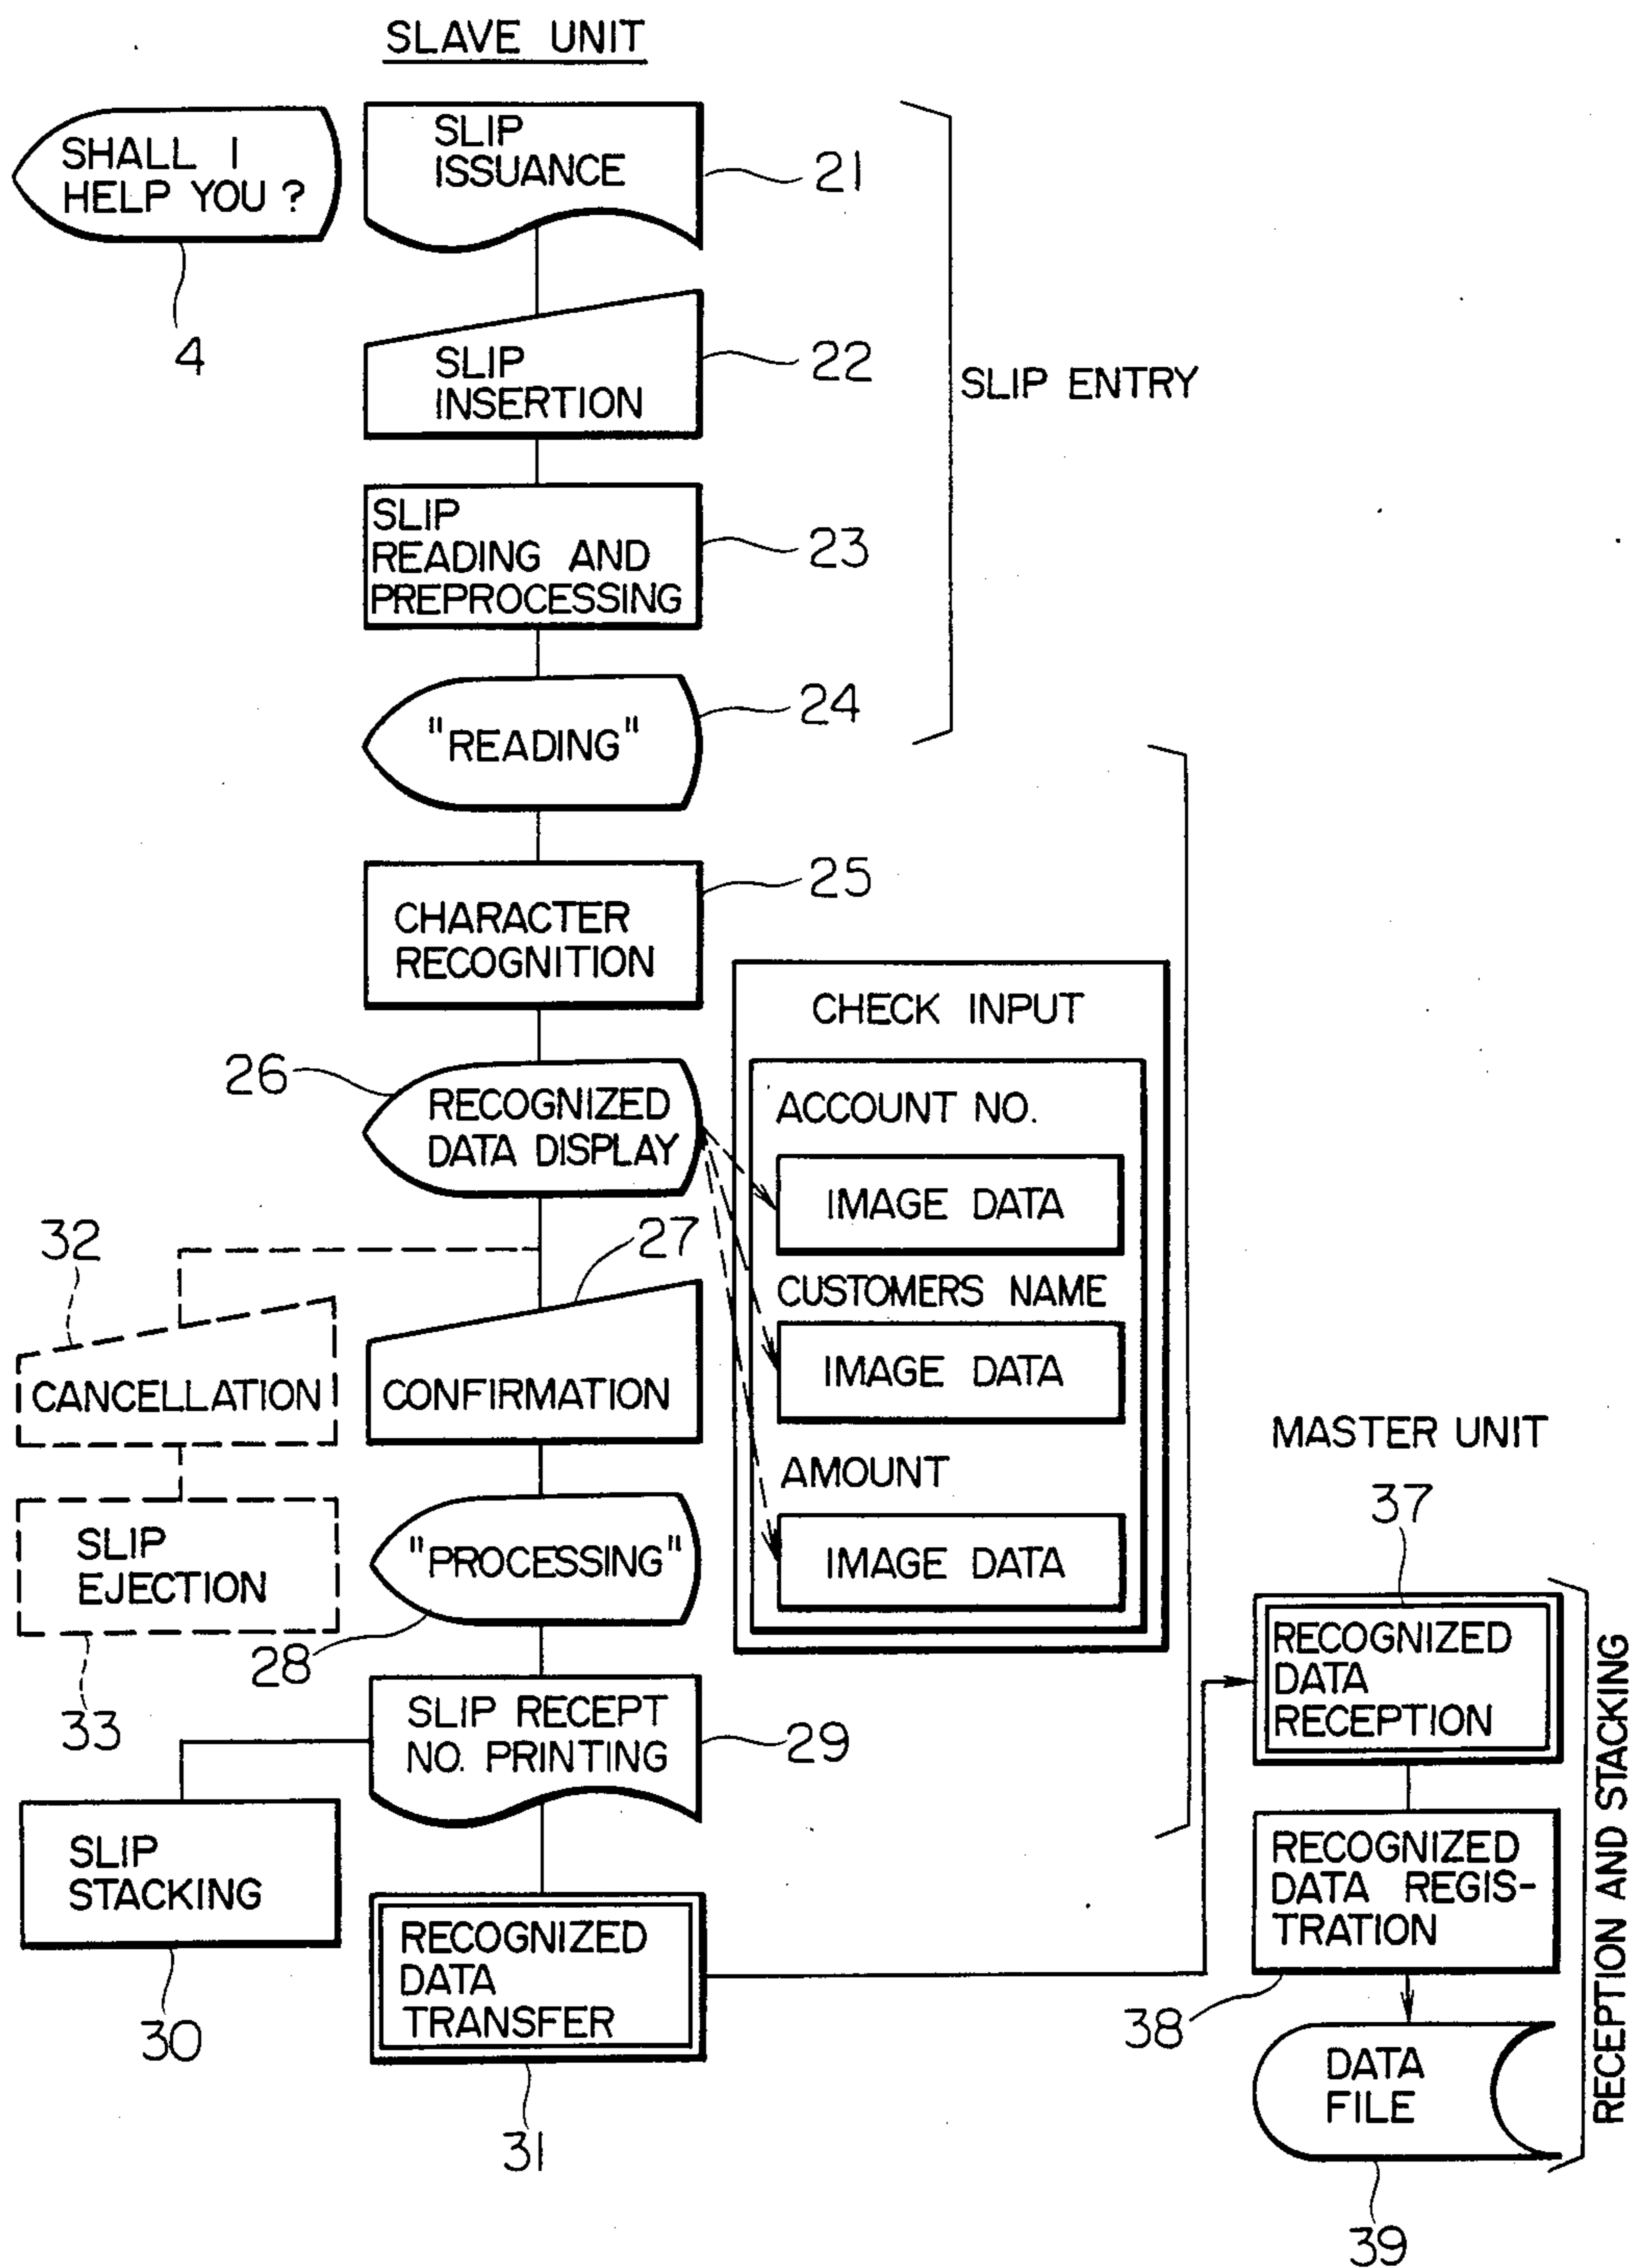 SLAVE UNIT
SHALL I
HELP YOU ?
4
SLIP
ISSUANCE
21
SLIP
INSERTION
22
SLIP ENTRY
SLIP
READING AND
PREPROCESSING
23
"READING"
24
CHARACTER
RECOGNITION
25
RECOGNIZED
DATA DISPLAY
26
CHECK INPUT
ACCOUNT NO.
IMAGE DATA
CUSTOMERS NAME
IMAGE DATA
AMOUNT
IMAGE DATA
32
CANCELLATION
27
CONFIRMATION
SLIP
EJECTION
33
"PROCESSING"
28
SLIP RECEPT
NO. PRINTING
29
SLIP
STACKING
30
RECOGNIZED
DATA
TRANSFER
31
MASTER UNIT
37
RECOGNIZED
DATA
RECEPTION
RECOGNIZED
DATA REGIS-
TRATION
38
DATA
FILE
39
RECEPTION AND STACKING